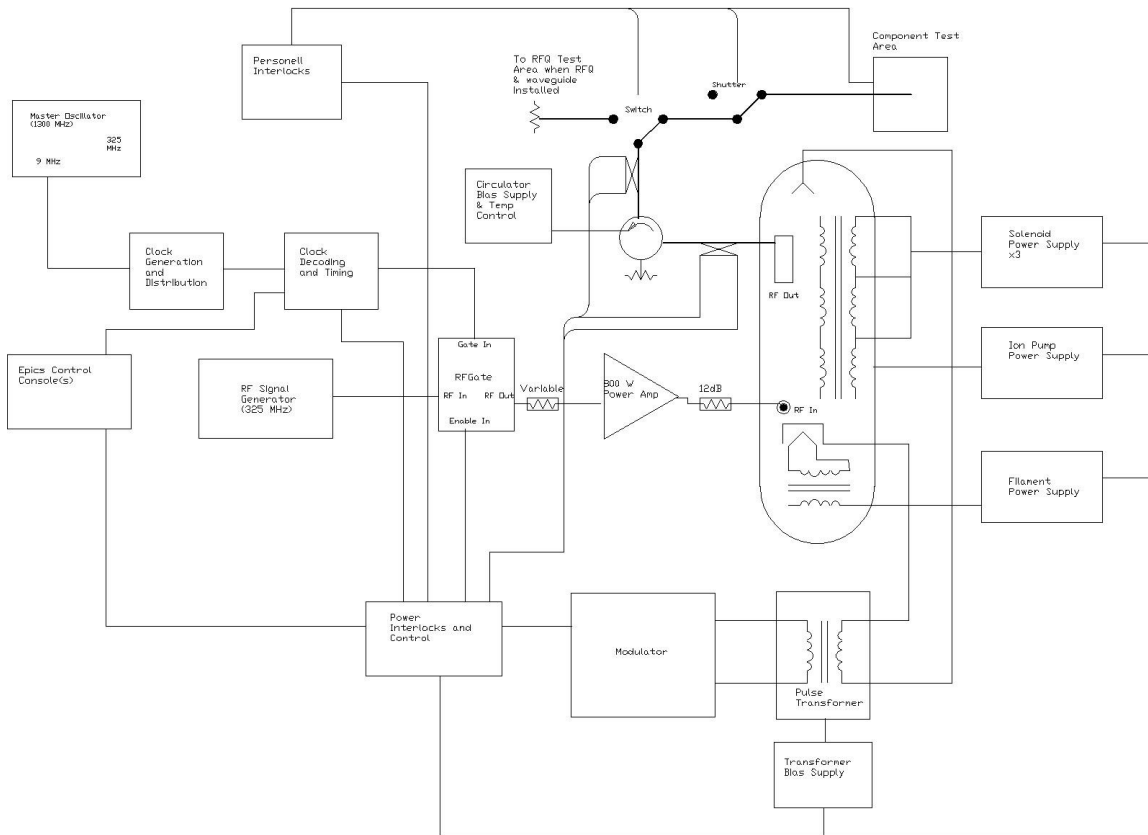 Personell
Interlocks
To RFQ Test
Area when RFQ
& waveguide
Installed
Component Test
Area
Shutter
Switch
Master Oscillator
(1300 MHz)
325
MHz
9 MHz
Circulator
Bias Supply
& Temp
Control
Clock
Generation
and
Distribution
Clock
Decoding
and Timing
Solenoid
Power Supply
x3
RF Out
Epics Control
Console(s)
RF Signal
Generator
(325 MHz)
Gate In
RFGate
RF In
RF Out
Enable In
Variable
800 W
Power Amp
12dB
RF In
Ion Pump
Power Supply
Filament
Power Supply
Power
Interlocks and
Control
Modulator
Pulse
Transformer
Transformer
Bias Supply